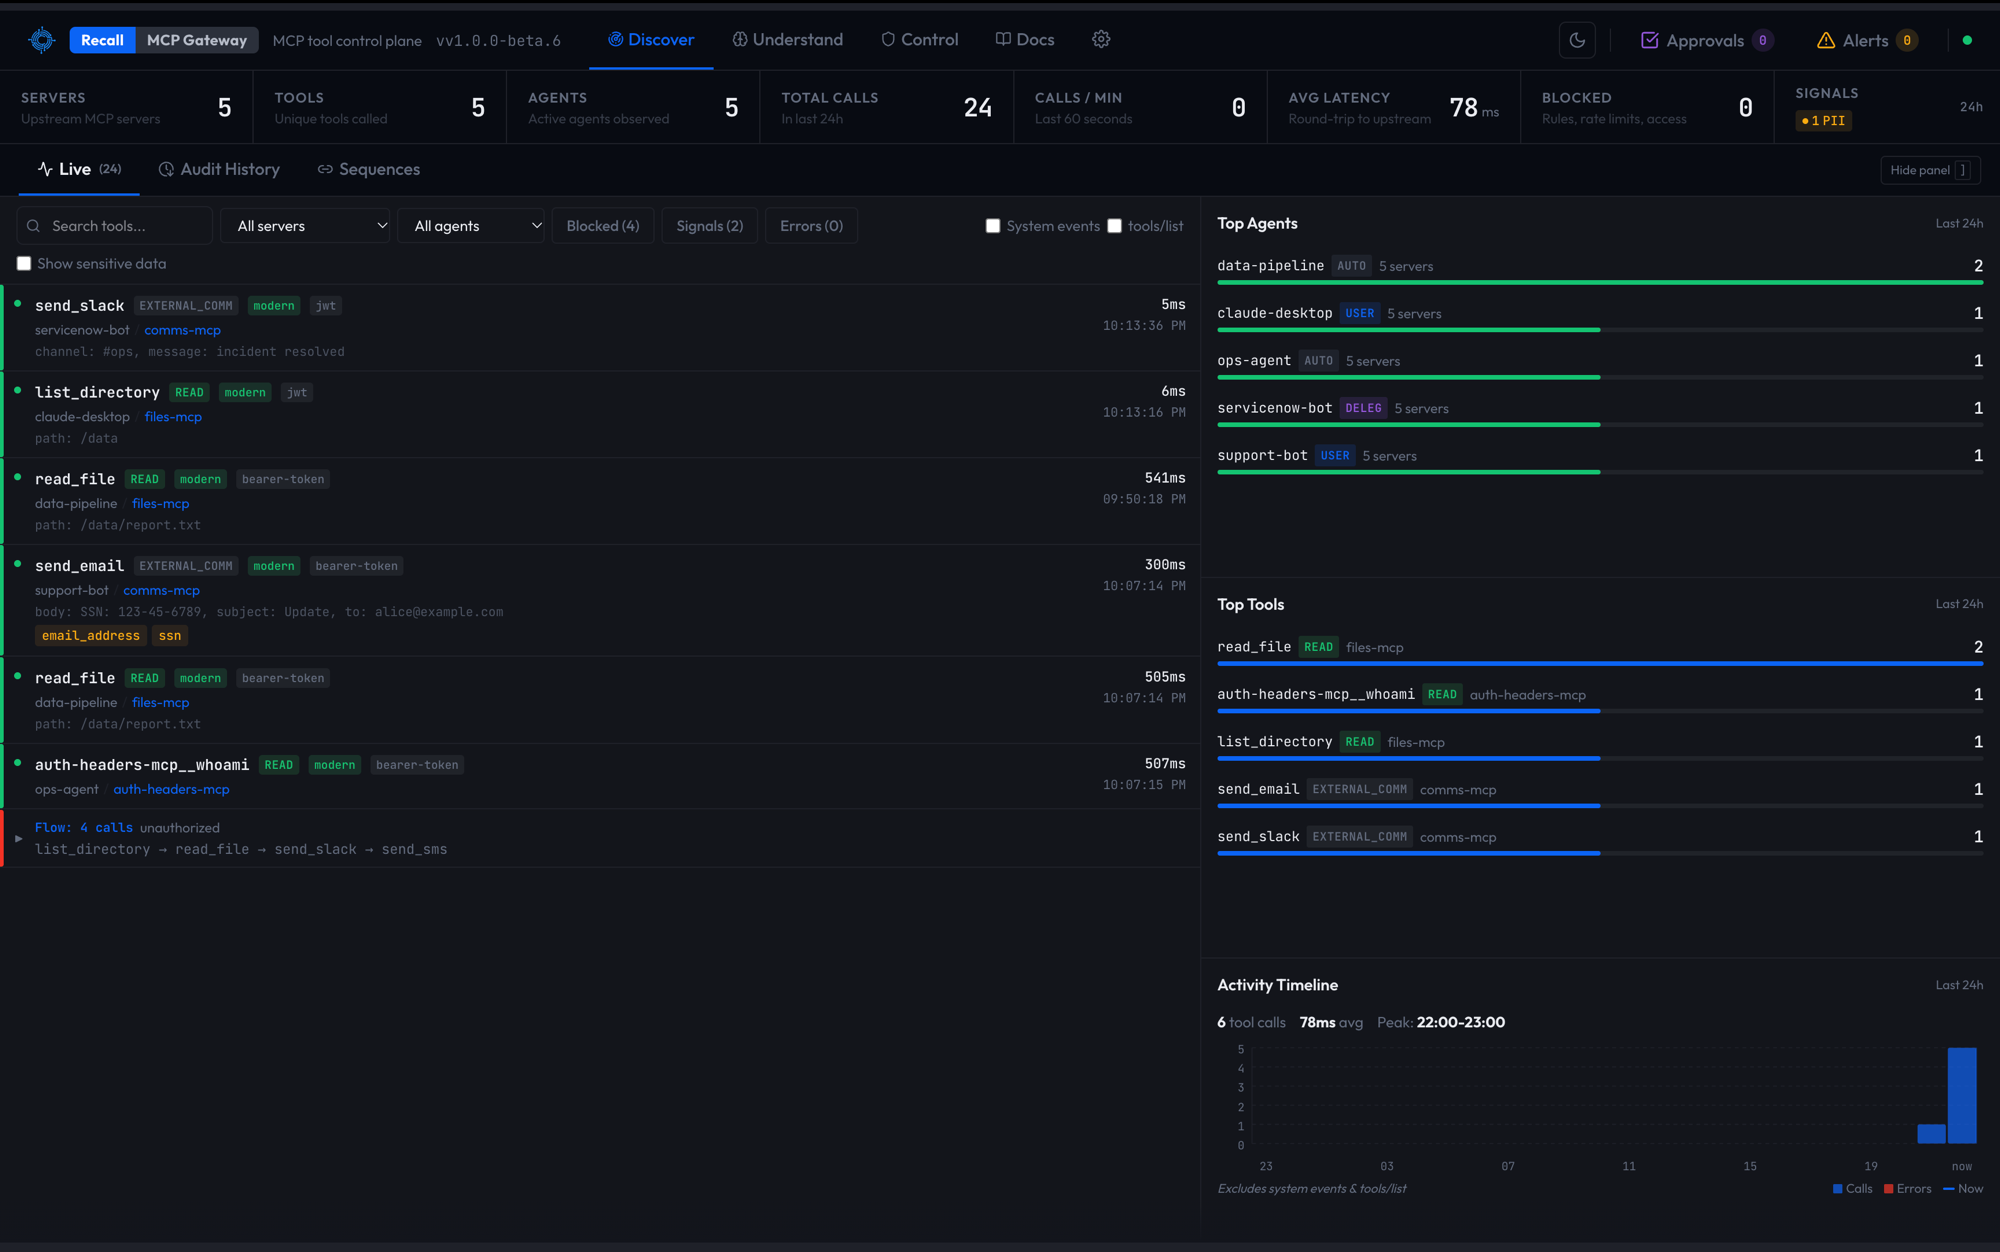 Recall MCP Gateway MCP tool control plane vv1.0.0-beta.6 Discover Understand Control Docs Approvals 0 Alerts 0
SERVERS
Upstream MCP servers
5
TOOLS
Unique tools called
5
AGENTS
Active agents observed
5
TOTAL CALLS
In last 24h
24
CALLS / MIN
Last 60 seconds
0
AVG LATENCY
Round-trip to upstream
78 ms
BLOCKED
Rules, rate limits, access
0
SIGNALS
1 PII
24h
Live (24) Audit History Sequences Hide panel ]
Search tools... All servers All agents Blocked (4) Signals (2) Errors (0) System events tools/list
Show sensitive data
send_slack EXTERNAL_COMM modern jwt 5ms
servicenow-bot / comms-mcp 10:13:36 PM
channel: #ops, message: incident resolved
list_directory READ modern jwt 6ms
claude-desktop / files-mcp 10:13:16 PM
path: /data
read_file READ modern bearer-token 541ms
data-pipeline / files-mcp 09:50:18 PM
path: /data/report.txt
send_email EXTERNAL_COMM modern bearer-token 300ms
support-bot / comms-mcp 10:07:14 PM
body: SSN: 123-45-6789, subject: Update, to: alice@example.com
email_address ssn
read_file READ modern bearer-token 505ms
data-pipeline / files-mcp 10:07:14 PM
path: /data/report.txt
auth-headers-mcp__whoami READ modern bearer-token 507ms
ops-agent / auth-headers-mcp 10:07:15 PM
Flow: 4 calls unauthorized
list_directory → read_file → send_slack → send_sms
Top Agents Last 24h
data-pipeline AUTO 5 servers 2
claude-desktop USER 5 servers 1
ops-agent AUTO 5 servers 1
servicenow-bot DELEG 5 servers 1
support-bot USER 5 servers 1
Top Tools Last 24h
read_file READ files-mcp 2
auth-headers-mcp__whoami READ auth-headers-mcp 1
list_directory READ files-mcp 1
send_email EXTERNAL_COMM comms-mcp 1
send_slack EXTERNAL_COMM comms-mcp 1
Activity Timeline Last 24h
6 tool calls 78ms avg Peak: 22:00-23:00
5
4
3
2
1
0
23 03 07 11 15 19 now
Excludes system events & tools/list Calls Errors Now